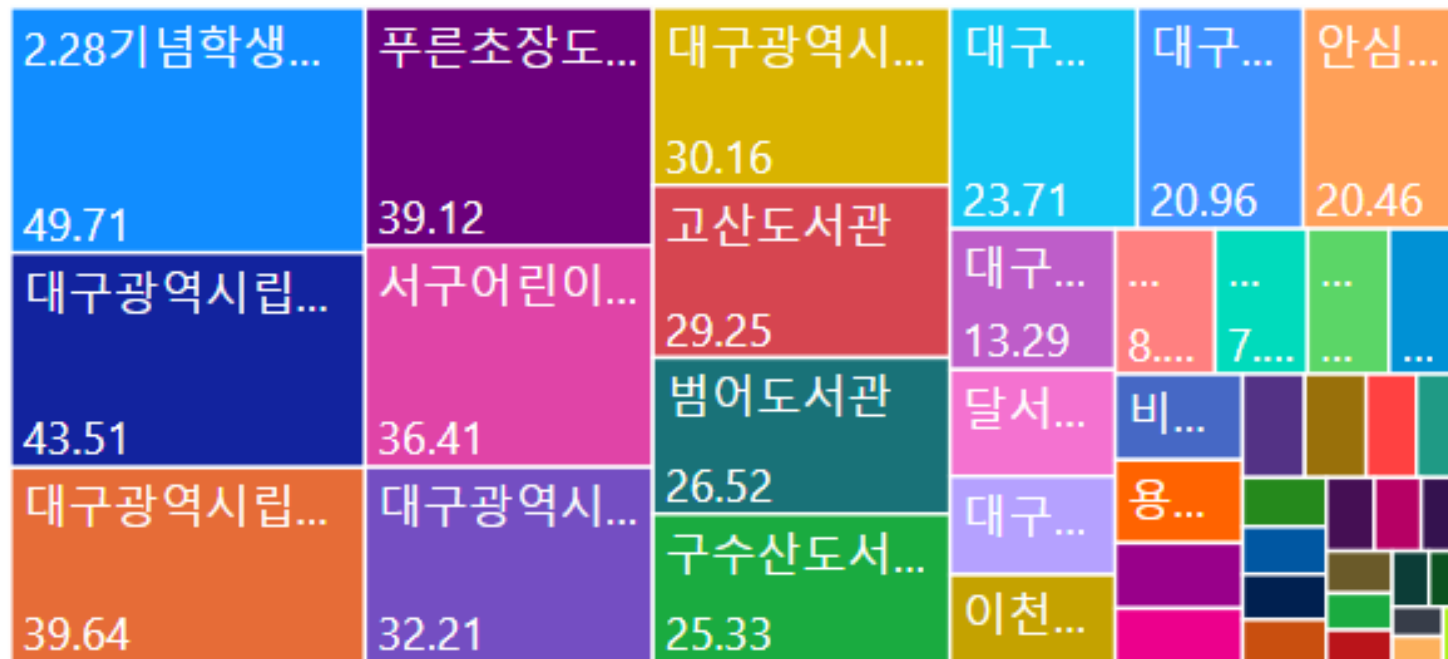 2.28기념학생...
49.71
대구광역시립...
43.51
대구광역시립...
39.64
푸른초장도...
39.12
서구어린이...
36.41
대구광역시...
32.21
대구광역시...
30.16
고산도서관
29.25
범어도서관
26.52
구수산도서...
25.33
대구...
23.71
대구...
20.96
안심...
20.46
대구...
13.29
...
8....
...
7....
...
...
...
달서...
대구...
이천...
비...
용...